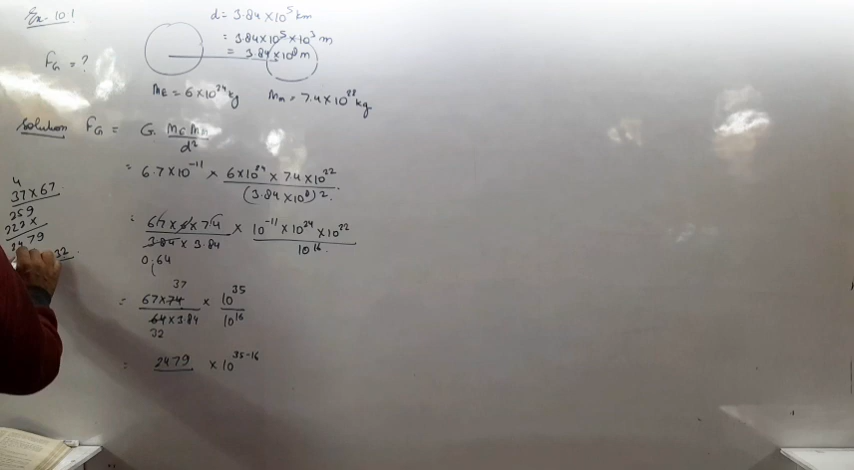 Ex. 10.1
d = 3.84 × 10⁵ km
= 3.84 × 10⁵ × 10³ m
= 3.84 × 10⁸ m
F_G = ?
M_E = 6 × 10²⁴ kg M_m = 7.4 × 10²² kg
Solution F_G = G. M_E M_m / d²
= 6.7 × 10⁻¹¹ × 6 × 10²⁴ × 7.4 × 10²² / (3.84 × 10⁸)².
= 6.7 × 6 × 7.4 / 3.84 × 3.84 × 10⁻¹¹ × 10²⁴ × 10²² / 10¹⁶
0.64
37
= 67 × 74 / 64 × 3.84 × 10³⁵ / 10¹⁶
32
= 2479 × 10³⁵⁻¹⁶
4
37 × 67
259
222 ×
2479
32